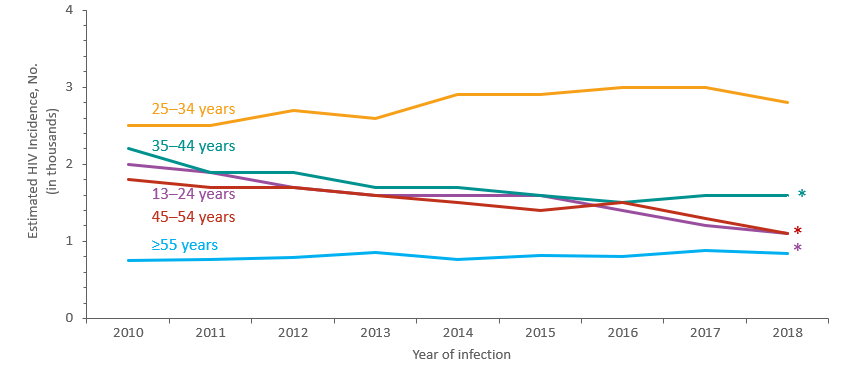 4
3
2
1
0
Estimated HIV Incidence, No.
(in thousands)
25–34 years
35–44 years
13–24 years
45–54 years
≥55 years
*
*
*
2010 2011 2012 2013 2014 2015 2016 2017 2018
Year of infection